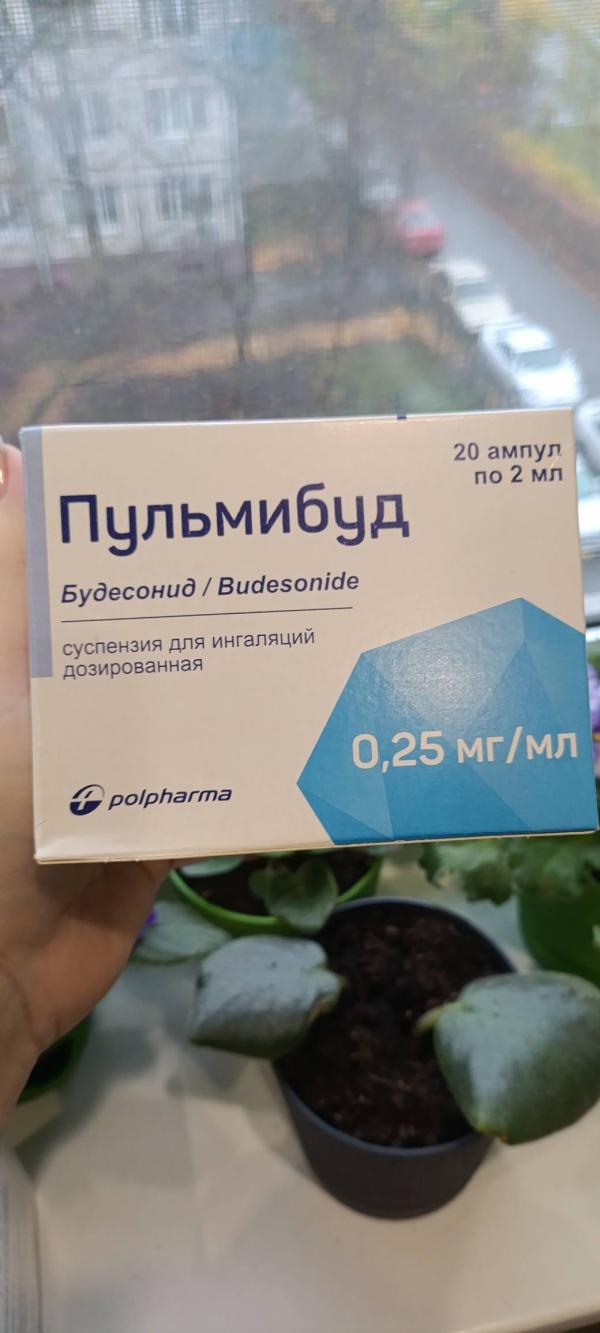 20 ампул
по 2 мл
Пульмибуд
Будесонид / Budesonide
суспензия для ингаляций
дозированная
0,25 мг/мл
polpharma